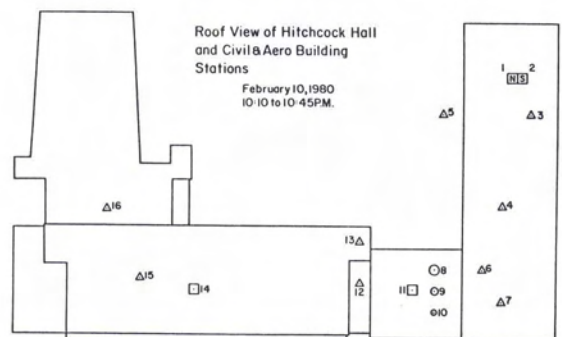 Roof View of Hitchcock Hall
and Civil & Aero Building
Stations
February 10, 1980
10:10 to 10:45 P.M.
1 2
N S
5
3
16
4
13
15
14
12
11
8
9
10
6
7